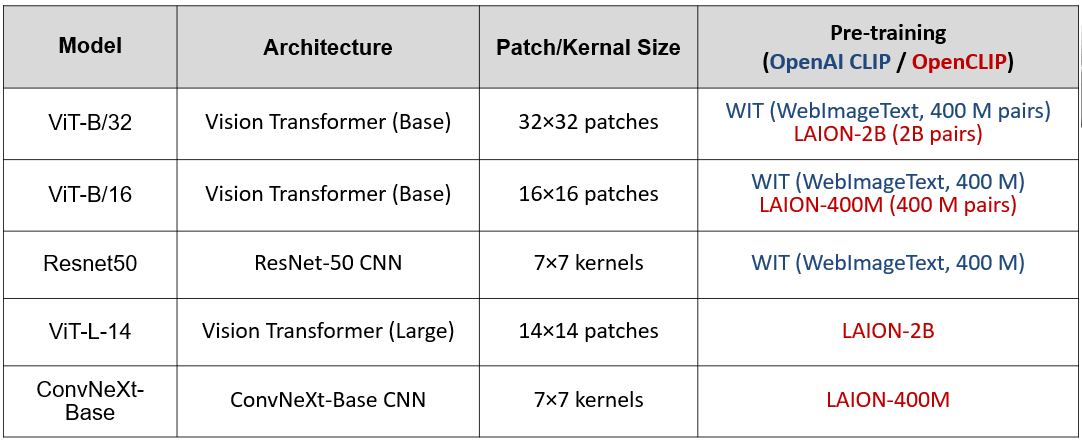 Model Architecture Patch/Kernal Size Pre-training
(OpenAI CLIP / OpenCLIP)
ViT-B/32 Vision Transformer (Base) 32×32 patches WIT (WebImageText, 400 M pairs)
LAION-2B (2B pairs)
ViT-B/16 Vision Transformer (Base) 16×16 patches WIT (WebImageText, 400 M)
LAION-400M (400 M pairs)
Resnet50 ResNet-50 CNN 7×7 kernels WIT (WebImageText, 400 M)
ViT-L-14 Vision Transformer (Large) 14×14 patches LAION-2B
ConvNeXt-
Base ConvNeXt-Base CNN 7×7 kernels LAION-400M